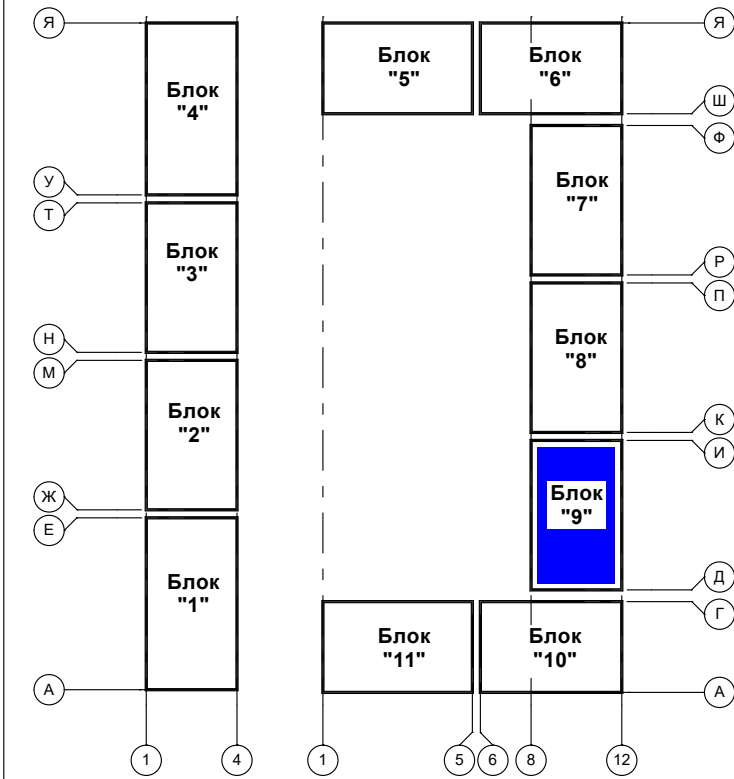 Я
Я
Блок
"4"
Блок
"5"
Блок
"6"
Ш
Ф
У
Т
Блок
"7"
Блок
"3"
Р
П
Н
М
Блок
"8"
Блок
"2"
К
И
Ж
Е
Блок
"9"
Блок
"1"
Д
Г
Блок
"11"
Блок
"10"
А
А
1
4
1
5
6
8
12